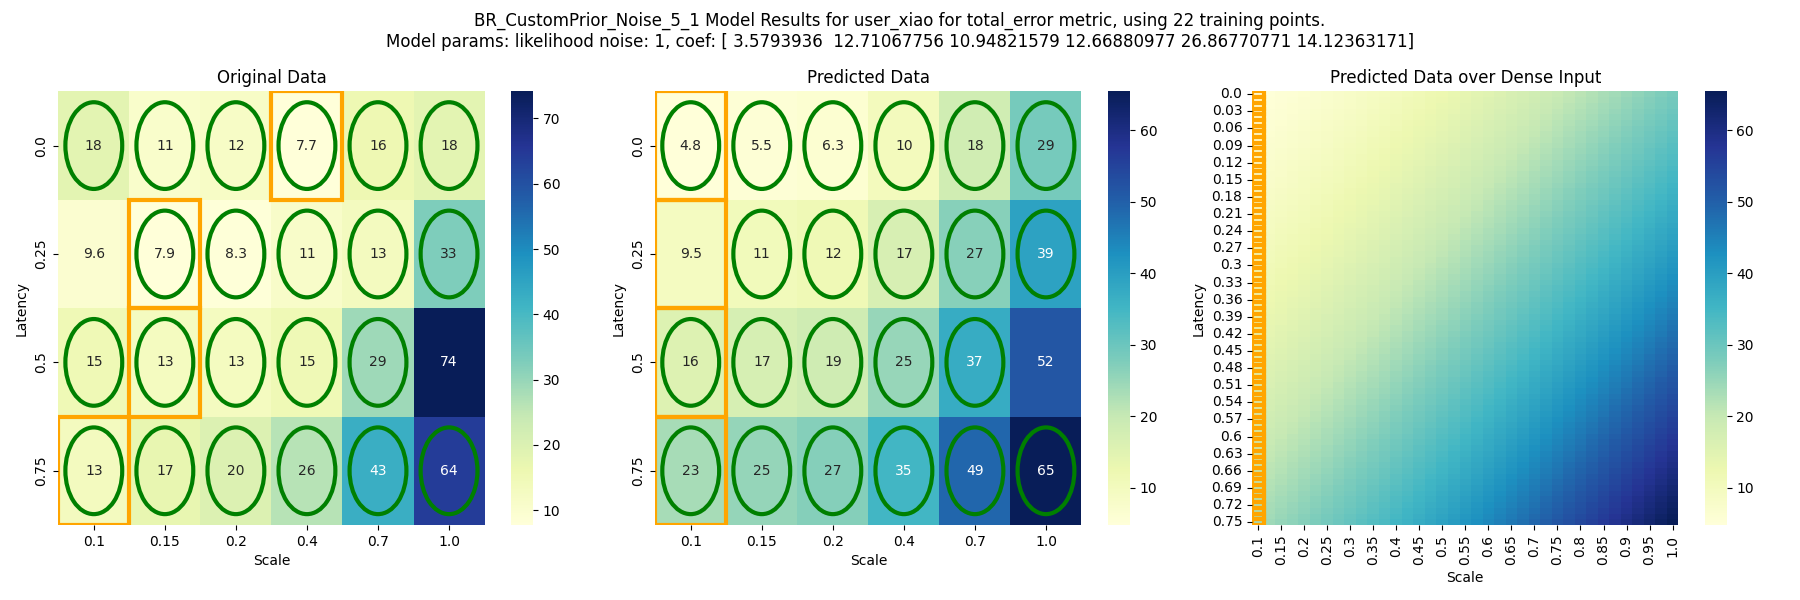 BR_CustomPrior_Noise_5_1 Model Results for user_xiao for total_error metric, using 22 training points.
Model params: likelihood noise: 1, coef: [ 3.5793936  12.71067756 10.94821579 12.66880977 26.86770771 14.12363171]
Original Data
Latency
0.0 18 11 12 7.7 16 18
0.25 9.6 7.9 8.3 11 13 33
0.5 15 13 13 15 29 74
0.75 13 17 20 26 43 64
0.1 0.15 0.2 0.4 0.7 1.0
Scale
70
60
50
40
30
20
10
Predicted Data
Latency
0.0 4.8 5.5 6.3 10 18 29
0.25 9.5 11 12 17 27 39
0.5 16 17 19 25 37 52
0.75 23 25 27 35 49 65
0.1 0.15 0.2 0.4 0.7 1.0
Scale
60
50
40
30
20
10
Predicted Data over Dense Input
Latency
0.0
0.03
0.06
0.09
0.12
0.15
0.18
0.21
0.24
0.27
0.3
0.33
0.36
0.39
0.42
0.45
0.48
0.51
0.54
0.57
0.6
0.63
0.66
0.69
0.72
0.75
0.1 0.15 0.2 0.25 0.3 0.35 0.4 0.45 0.5 0.55 0.6 0.65 0.7 0.75 0.8 0.85 0.9 0.95 1.0
Scale
60
50
40
30
20
10